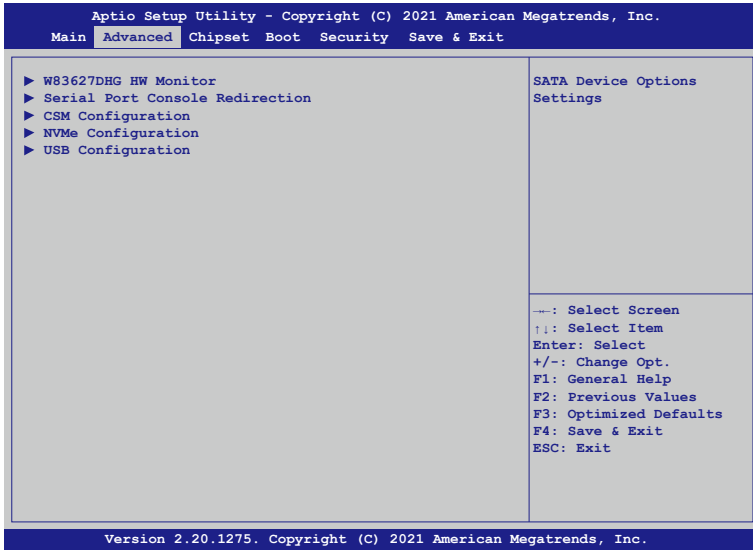 Aptio Setup Utility - Copyright (C) 2021 American Megatrends, Inc.
Main Advanced Chipset Boot Security Save & Exit
▶ W83627DHG HW Monitor
▶ Serial Port Console Redirection
▶ CSM Configuration
▶ NVMe Configuration
▶ USB Configuration
SATA Device Options
Settings
→←: Select Screen
↑↓: Select Item
Enter: Select
+/-: Change Opt.
F1: General Help
F2: Previous Values
F3: Optimized Defaults
F4: Save & Exit
ESC: Exit
Version 2.20.1275. Copyright (C) 2021 American Megatrends, Inc.